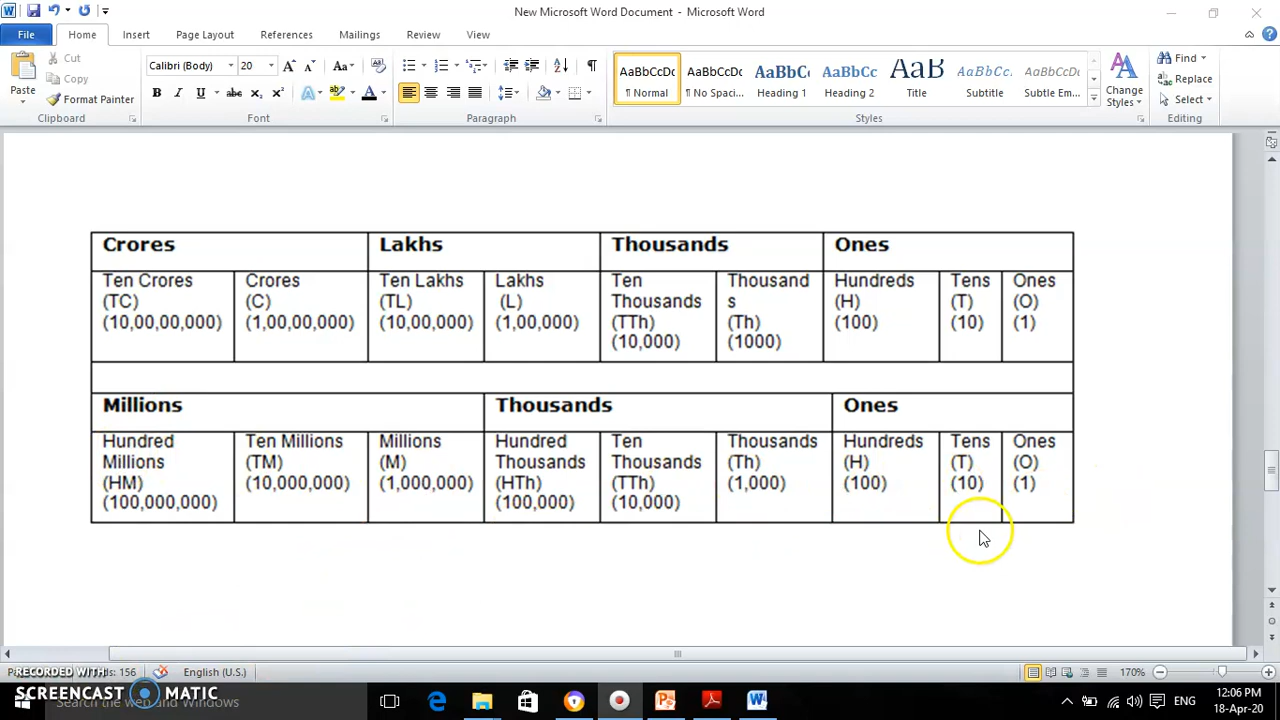 New Microsoft Word Document - Microsoft Word
File Home Insert Page Layout References Mailings Review View
Paste
Cut
Copy
Format Painter
Clipboard
Calibri (Body) 20
Font
Paragraph
AaBbCcDc
¶ Normal
AaBbCcDc
¶ No Spaci...
AaBbCc
Heading 1
AaBbCc
Heading 2
AaB
Title
AaBbCcDc
Subtitle
AaBbCcDc
Subtle Em...
Change
Styles
Styles
Find
Replace
Select
Editing
Crores Lakhs Thousands Ones
Ten Crores
(TC)
(10,00,00,000)
Crores
(C)
(1,00,00,000)
Ten Lakhs
(TL)
(10,00,000)
Lakhs
(L)
(1,00,000)
Ten
Thousands
(TTh)
(10,000)
Thousand
s
(Th)
(1000)
Hundreds
(H)
(100)
Tens
(T)
(10)
Ones
(O)
(1)
Millions Thousands Ones
Hundred
Millions
(HM)
(100,000,000)
Ten Millions
(TM)
(10,000,000)
Millions
(M)
(1,000,000)
Hundred
Thousands
(HTh)
(100,000)
Ten
Thousands
(TTh)
(10,000)
Thousands
(Th)
(1,000)
Hundreds
(H)
(100)
Tens
(T)
(10)
Ones
(O)
(1)
156 English (U.S.) 170%
RECORDED WITH
SCREENCAST MATIC
Search the web and Windows
ENG
12:06 PM
18-Apr-20